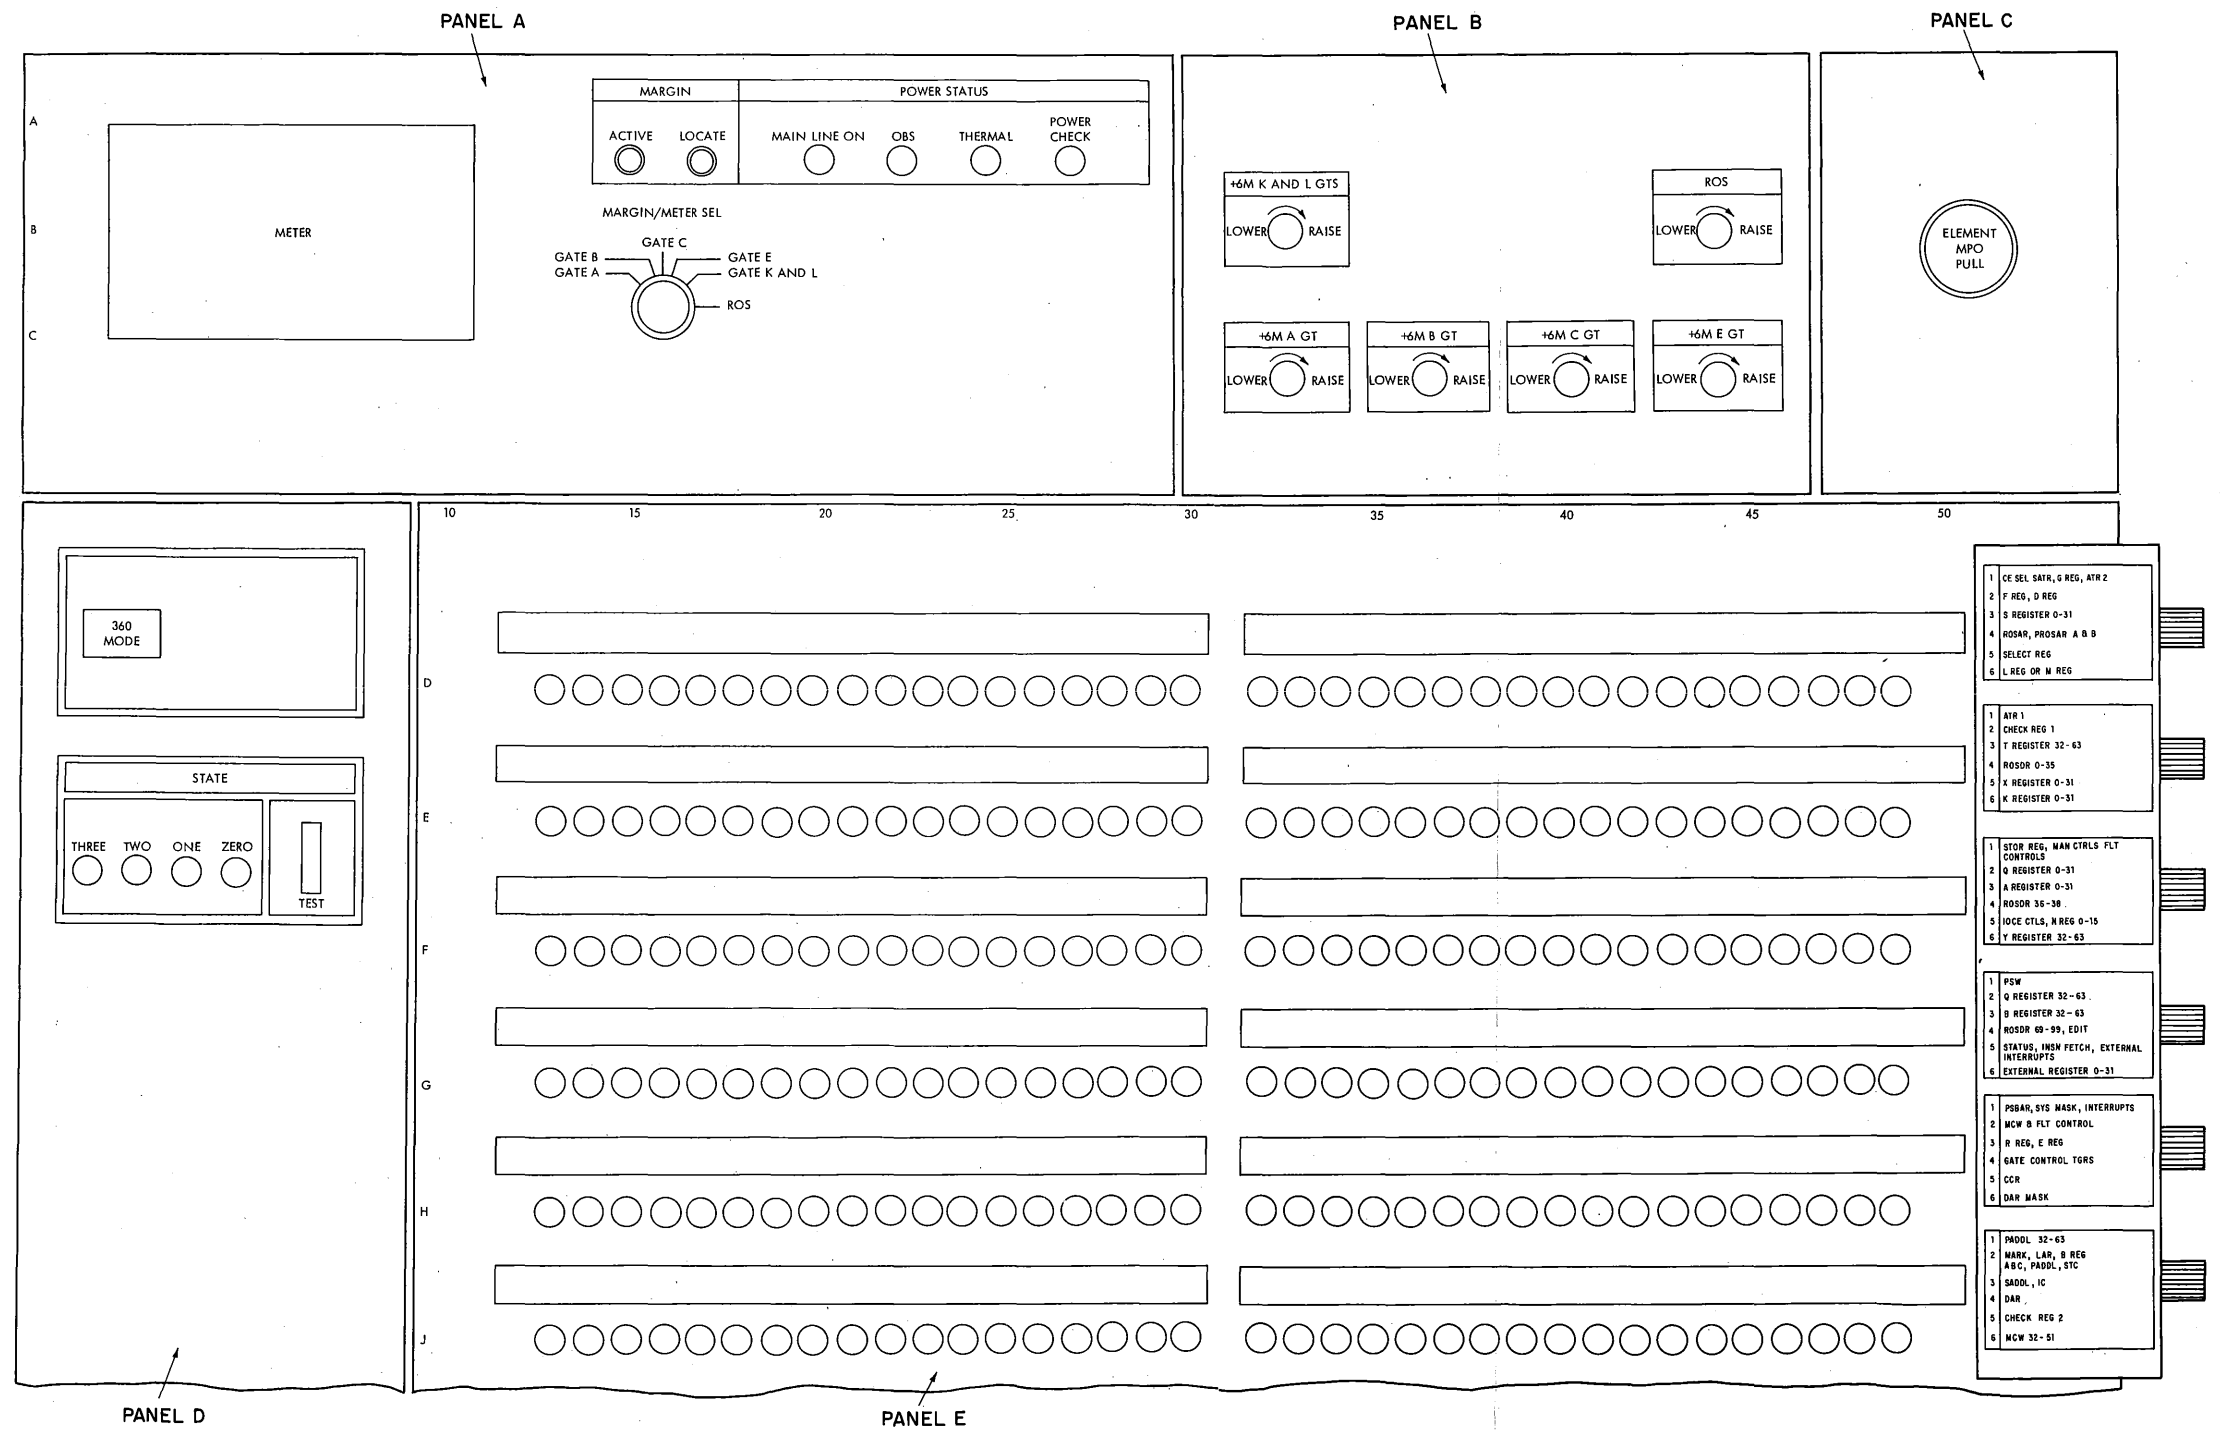 PANEL A
PANEL B
PANEL C
MARGIN
POWER STATUS
ACTIVE
LOCATE
MAIN LINE ON
OBS
THERMAL
POWER
CHECK
A
B
C
METER
MARGIN/METER SEL
GATE C
GATE B
GATE E
GATE A
GATE K AND L
ROS
+6M K AND L GTS
LOWER
RAISE
ROS
LOWER
RAISE
+6M A GT
LOWER
RAISE
+6M B GT
LOWER
RAISE
+6M C GT
LOWER
RAISE
+6M E GT
LOWER
RAISE
ELEMENT
MPO
PULL
10 15 20 25 30 35 40 45 50
360
MODE
STATE
THREE
TWO
ONE
ZERO
TEST
D
E
F
G
H
J
1 CE SEL SATR, G REG, ATR 2
2 F REG, D REG
3 S REGISTER 0-31
4 ROSAR, PROSAR A & B
5 SELECT REG
6 L REG OR M REG
1 ATR 1
2 CHECK REG 1
3 T REGISTER 32-63
4 ROSDR 0-35
5 X REGISTER 0-31
6 K REGISTER 0-31
1 STOR REG, MAN CTRLS FLT
CONTROLS
2 Q REGISTER 0-31
3 A REGISTER 0-31
4 ROSDR 36-38
5 IOCE CTLS, N REG 0-15
6 Y REGISTER 32-63
1 PSW
2 Q REGISTER 32-63
3 B REGISTER 32-63
4 ROSDR 69-99, EDIT
5 STATUS, INSN FETCH, EXTERNAL
INTERRUPTS
6 EXTERNAL REGISTER 0-31
1 PSBAR, SYS MASK, INTERRUPTS
2 MCW & FLT CONTROL
3 R REG, E REG
4 GATE CONTROL TGRS
5 CCR
6 DAR MASK
1 PADDL 32-63
2 MARK, LAR, B REG
ABC, PADDL, STC
3 SADDL, IC
4 DAR
5 CHECK REG 2
6 MCW 32-51
PANEL D
PANEL E